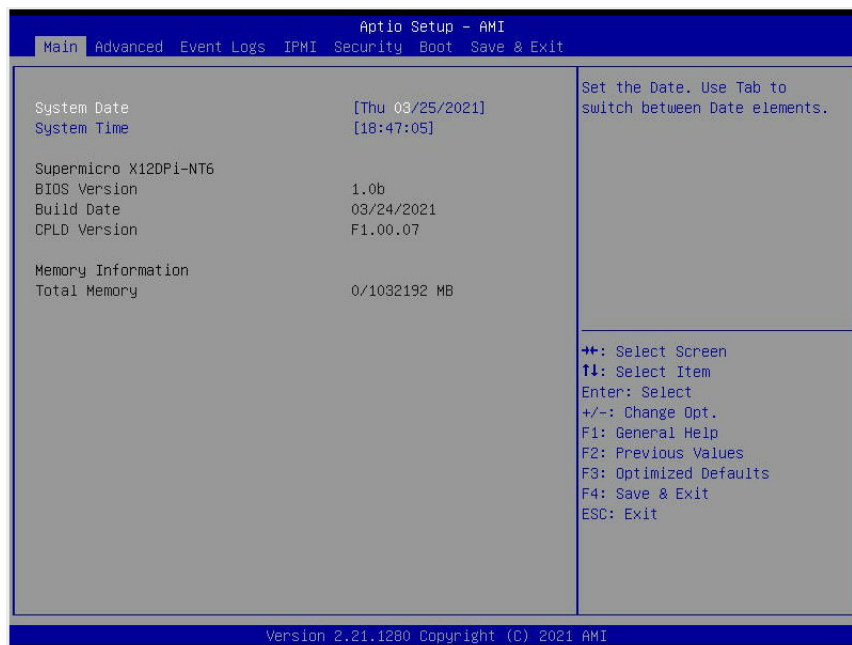 Aptio Setup – AMI
Main Advanced Event Logs IPMI Security Boot Save & Exit
System Date [Thu 03/25/2021]
System Time [18:47:05]
Supermicro X12DPi-NT6
BIOS Version 1.0b
Build Date 03/24/2021
CPLD Version F1.00.07
Memory Information
Total Memory 0/1032192 MB
Set the Date. Use Tab to
switch between Date elements.
→←: Select Screen
↑↓: Select Item
Enter: Select
+/-: Change Opt.
F1: General Help
F2: Previous Values
F3: Optimized Defaults
F4: Save & Exit
ESC: Exit
Version 2.21.1280 Copyright (C) 2021 AMI